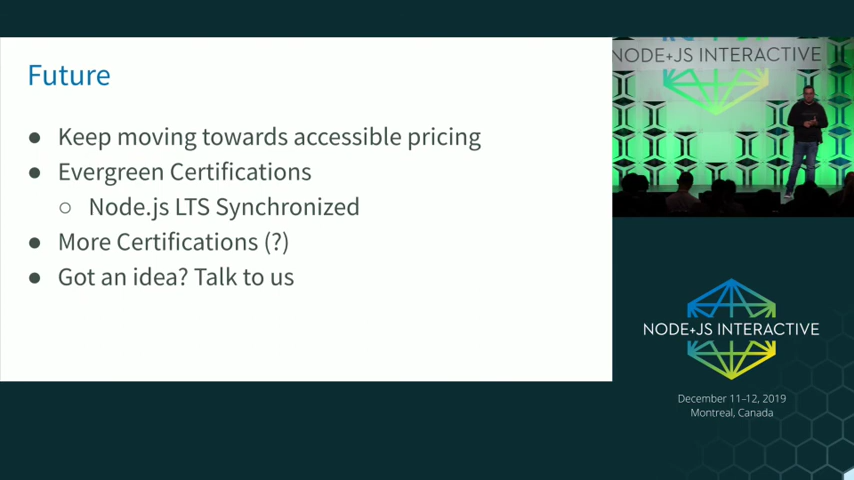 Future
● Keep moving towards accessible pricing
● Evergreen Certifications
○ Node.js LTS Synchronized
● More Certifications (?)
● Got an idea? Talk to us
NODE+JS INTERACTIVE
NODE+JS INTERACTIVE
December 11–12, 2019
Montreal, Canada